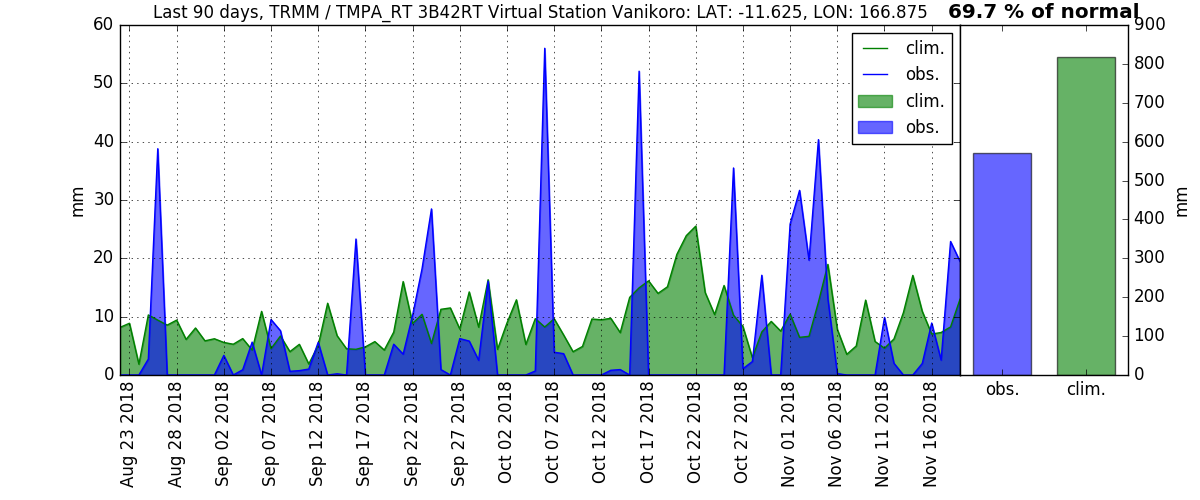 Last 90 days, TRMM / TMPA_RT 3B42RT Virtual Station Vanikoro: LAT: -11.625, LON: 166.875
69.7 % of normal
60
50
40
30
20
10
0
mm
clim.
obs.
clim.
obs.
900
800
700
600
500
400
300
200
100
0
mm
obs.
clim.
Aug 23 2018
Aug 28 2018
Sep 02 2018
Sep 07 2018
Sep 12 2018
Sep 17 2018
Sep 22 2018
Sep 27 2018
Oct 02 2018
Oct 07 2018
Oct 12 2018
Oct 17 2018
Oct 22 2018
Oct 27 2018
Nov 01 2018
Nov 06 2018
Nov 11 2018
Nov 16 2018